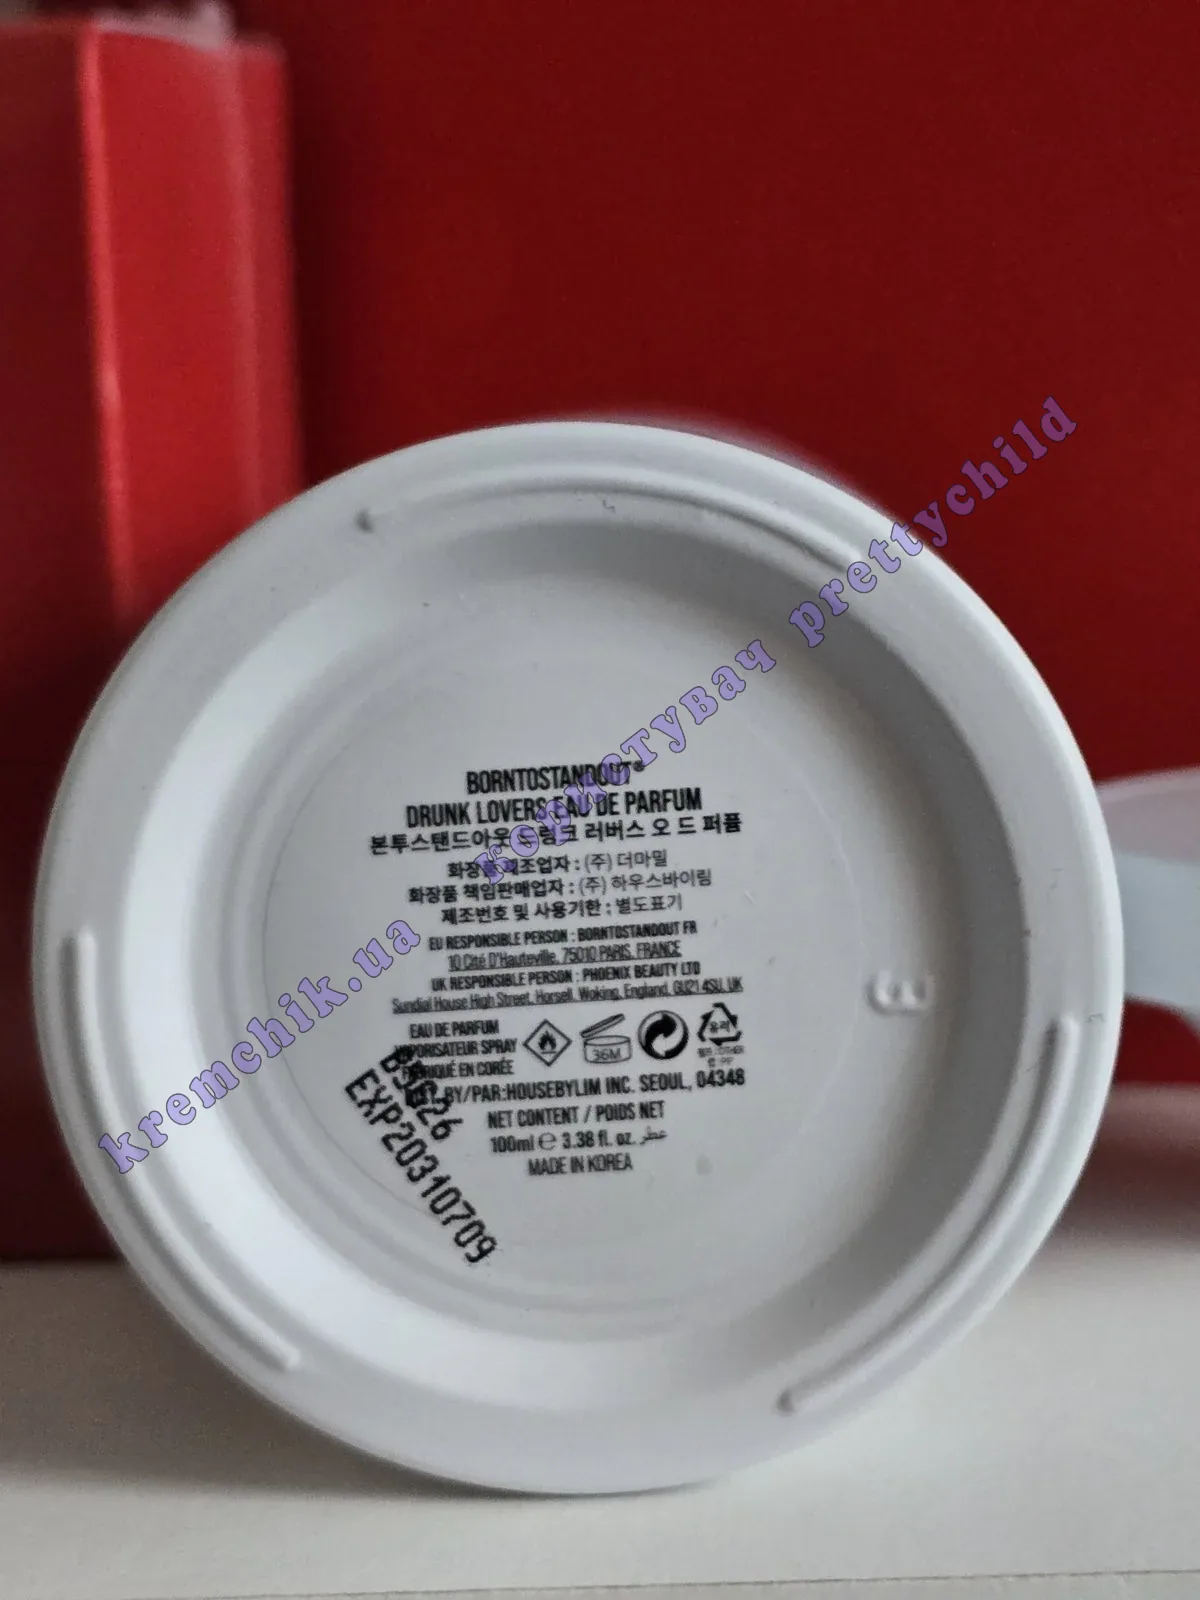 BORNTOSTANDOUT®
DRUNK LOVERS EAU DE PARFUM
본투스탠드아웃 드렁크 러버스 오 드 퍼퓸
화장품 제조업자 : (주) 더마밀
화장품 책임판매업자 : (주) 하우스바이림
제조번호 및 사용기한 : 별도표기
EU RESPONSIBLE PERSON : BORNTOSTANDOUT FR
10 Cité D'Hauteville, 75010 PARIS, FRANCE
UK RESPONSIBLE PERSON : PHOENIX BEAUTY LTD
Sundial House High Street, Horsell, Woking, England, GU21 4SU, UK
EAU DE PARFUM
VAPORISATEUR SPRAY
FABRIQUÉ EN CORÉE
36M
유리
BY/PAR:HOUSEBYLIM INC. SEOUL, 04348
NET CONTENT / POIDS NET
100ml ℮ 3.38 fl. oz. عطر
MADE IN KOREA
EXP20310709
kremchik.ua користувач prettychild